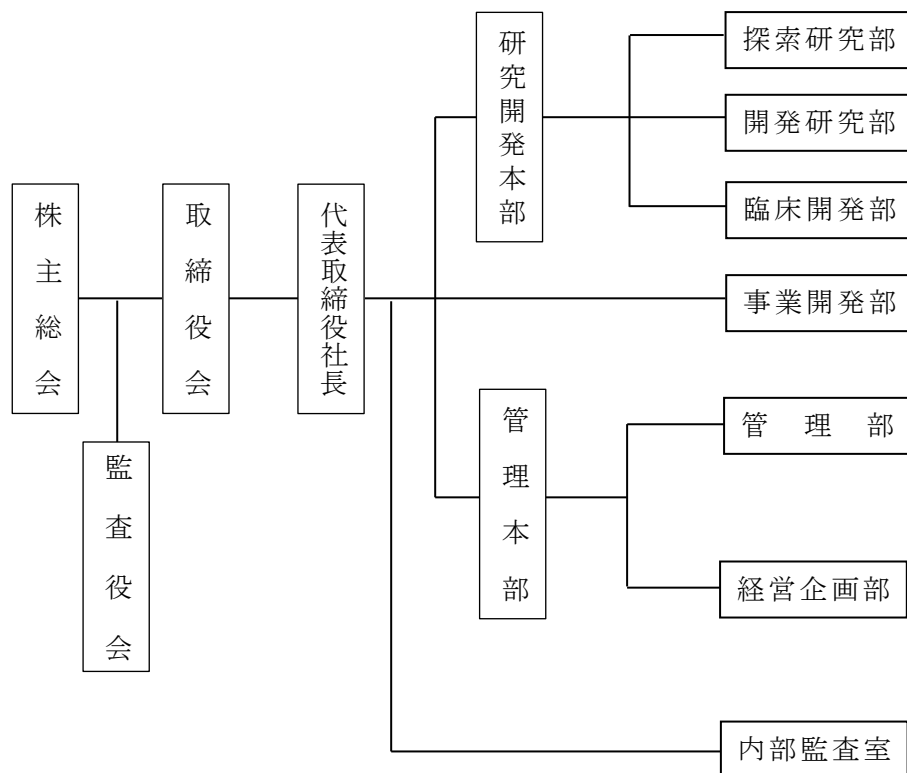 株主総会
監査役会
取締役会
代表取締役社長
研究開発本部
探索研究部
開発研究部
臨床開発部
事業開発部
管理本部
管理部
経営企画部
内部監査室